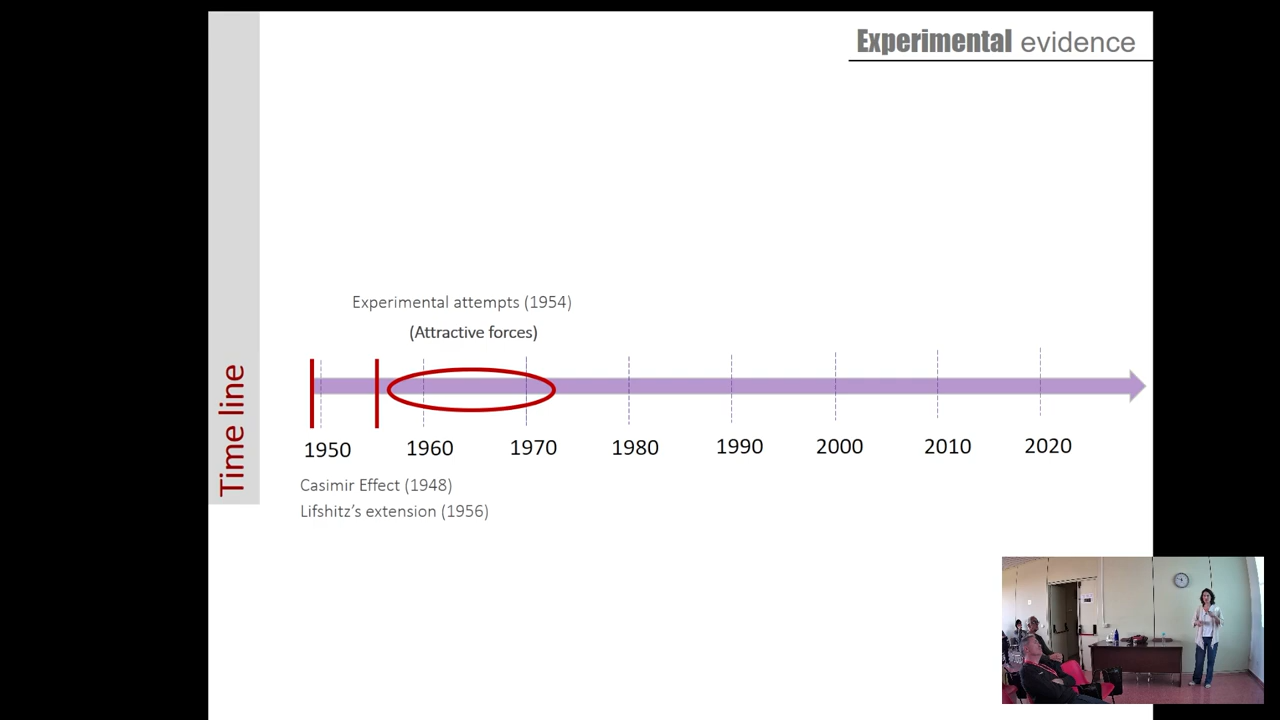 Experimental evidence
Time line
Experimental attempts (1954)
(Attractive forces)
1950 1960 1970 1980 1990 2000 2010 2020
Casimir Effect (1948)
Lifshitz’s extension (1956)